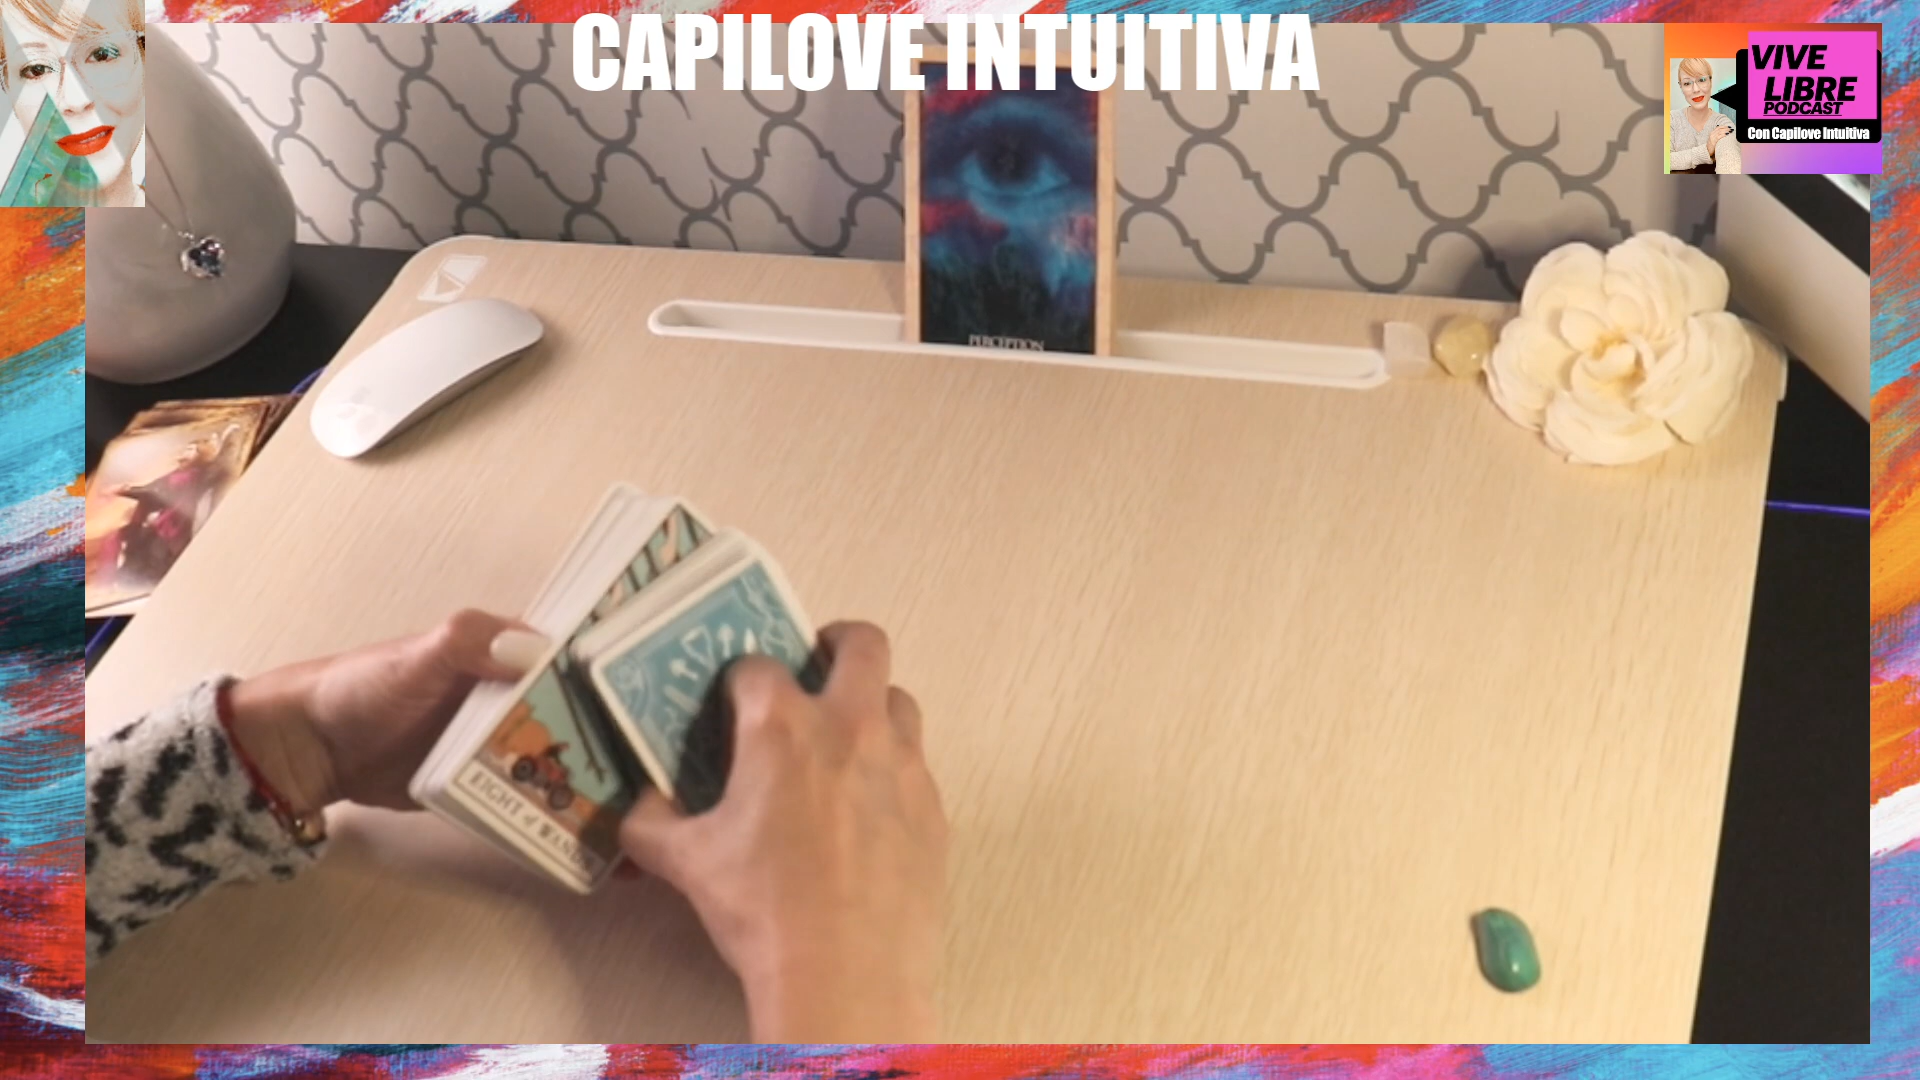 CAPILOVE INTUITIVA
VIVE
LIBRE
PODCAST
Con Capilove Intuitiva
PERCEPTION
EIGHT of WANDS